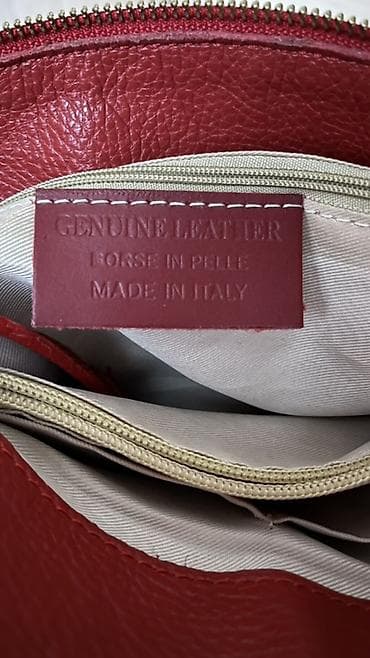 GENUINE LEATHER
BORSE IN PELLE
MADE IN ITALY